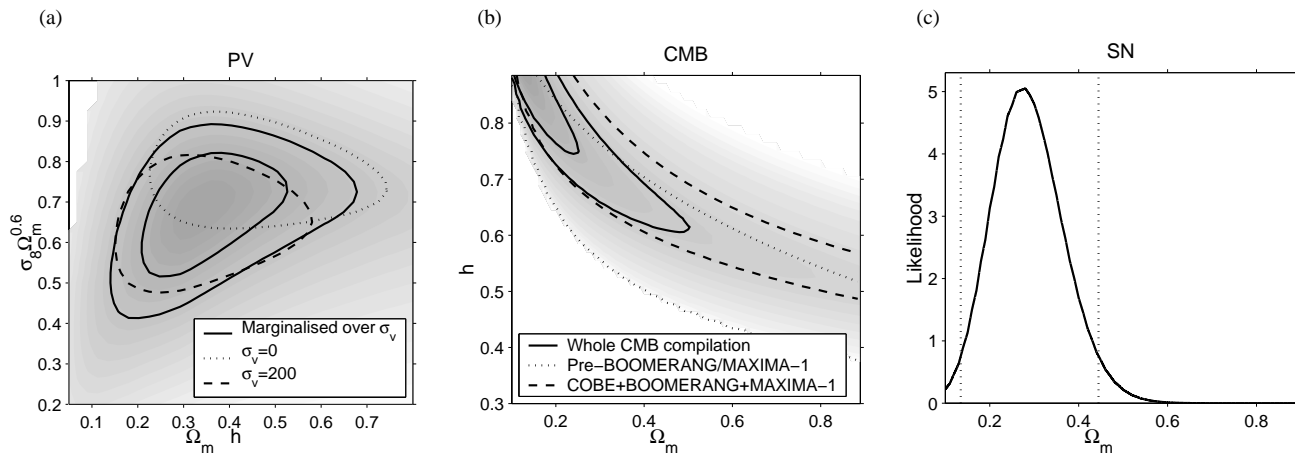 (a)
PV
1
0.9
0.8
0.7
0.6
0.5
0.4
0.3
0.2
σ8Ωm^0.6
0.1 0.2 0.3 0.4 0.5 0.6 0.7
Ωm h
Marginalised over σv
σv=0
σv=200
(b)
CMB
0.8
0.7
0.6
0.5
0.4
0.3
h
0.2 0.4 0.6 0.8
Ωm
Whole CMB compilation
Pre−BOOMERANG/MAXIMA−1
COBE+BOOMERANG+MAXIMA−1
(c)
SN
5
4
3
2
1
0
Likelihood
0.2 0.4 0.6 0.8
Ωm